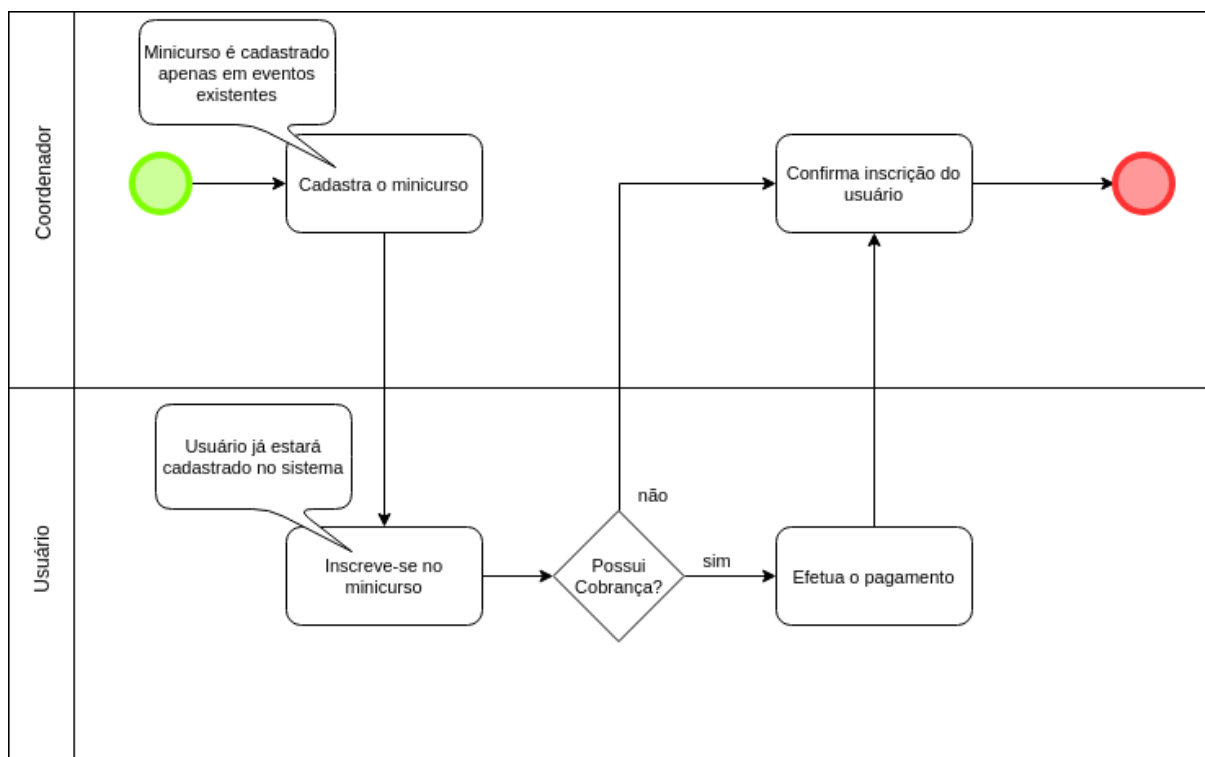 Coordenador
Minicurso é cadastrado
apenas em eventos
existentes
Cadastra o minicurso
Confirma inscrição do
usuário
Usuário
Usuário já estará
cadastrado no sistema
Inscreve-se no
minicurso
Possui
Cobrança?
não
sim
Efetua o pagamento